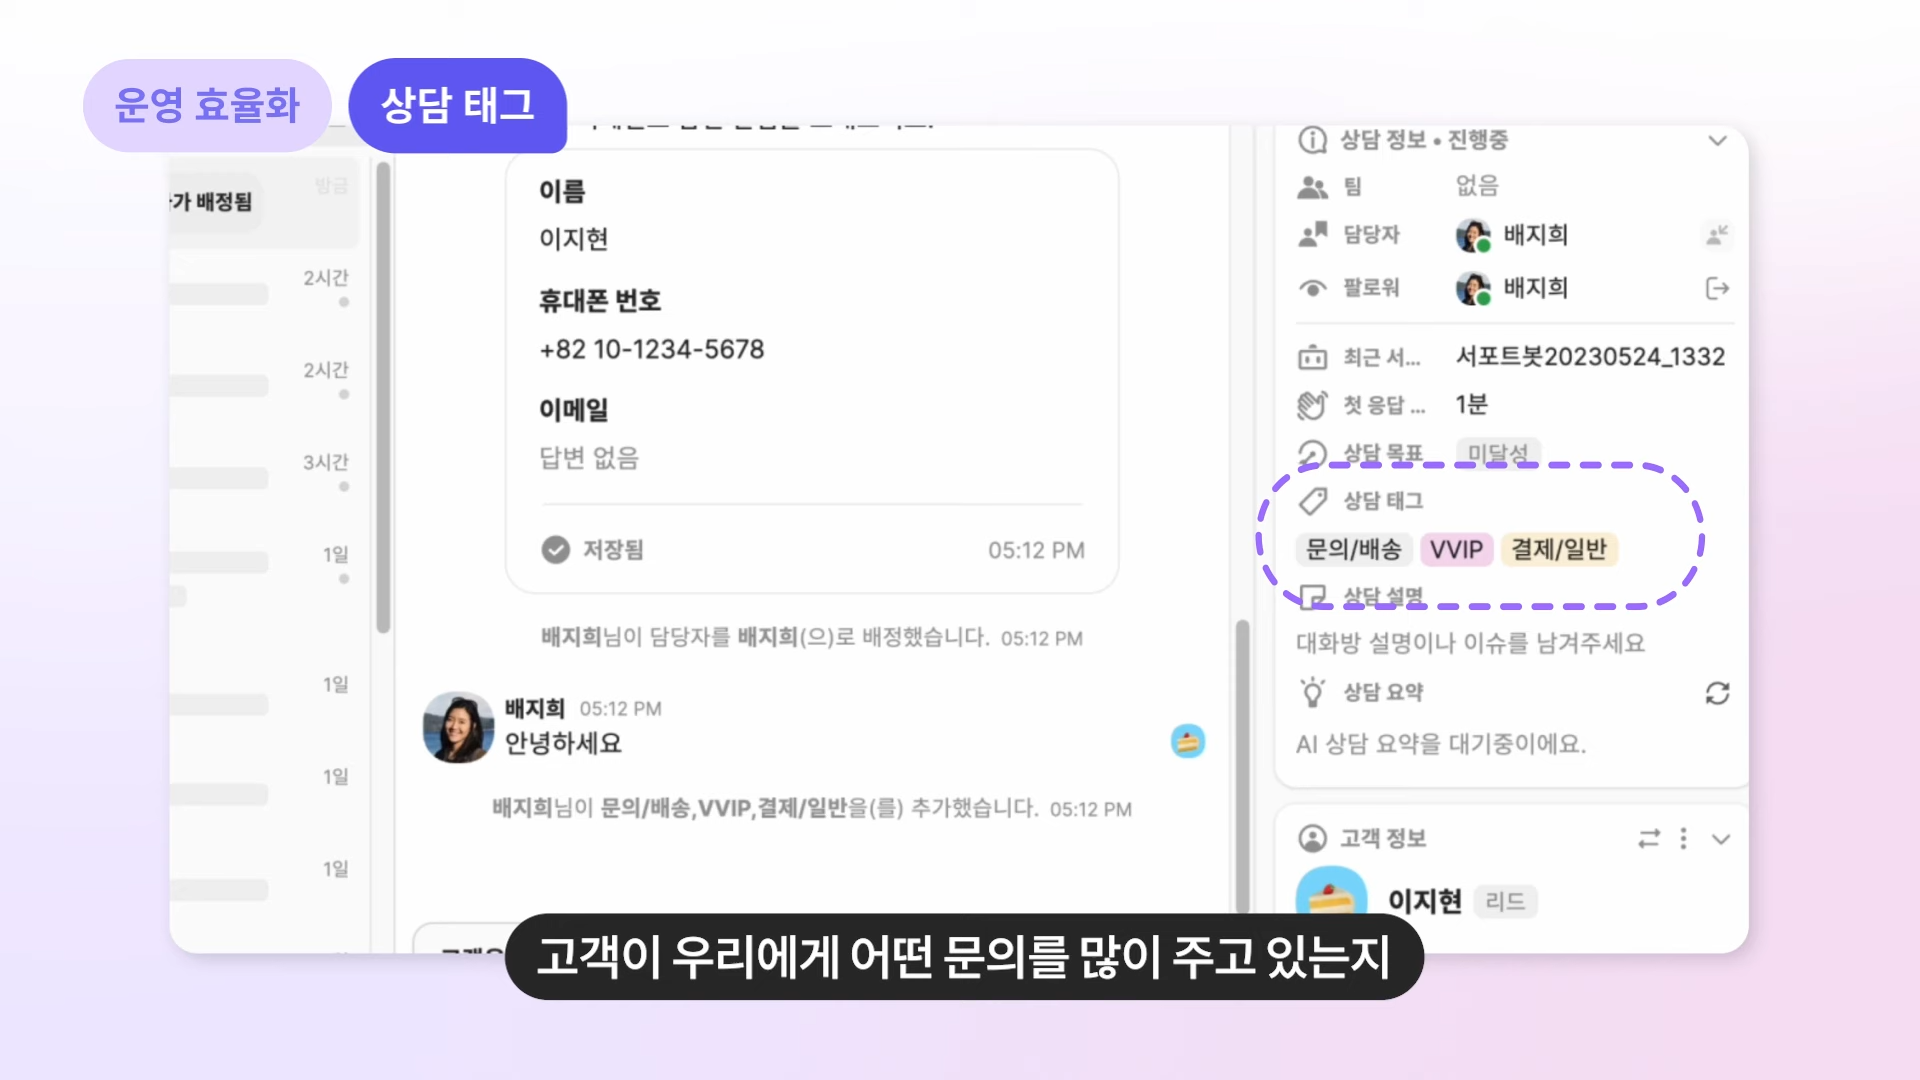 운영 효율화
상담 태그
방금
가 배정됨
2시간
2시간
3시간
1일
1일
1일
1일
이름
이지현
휴대폰 번호
+82 10-1234-5678
이메일
답변 없음
저장됨
05:12 PM
배지희님이 담당자를 배지희(으)로 배정했습니다. 05:12 PM
배지희 05:12 PM
안녕하세요
배지희님이 문의/배송,VVIP,결제/일반을(를) 추가했습니다. 05:12 PM
상담 정보 • 진행중
팀 없음
담당자 배지희
팔로워 배지희
최근 서... 서포트봇20230524_1332
첫 응답 ... 1분
상담 목표 미달성
상담 태그
문의/배송 VVIP 결제/일반
상담 설명
대화방 설명이나 이슈를 남겨주세요
상담 요약
AI 상담 요약을 대기중이에요.
고객 정보
이지현 리드
고객이 우리에게 어떤 문의를 많이 주고 있는지